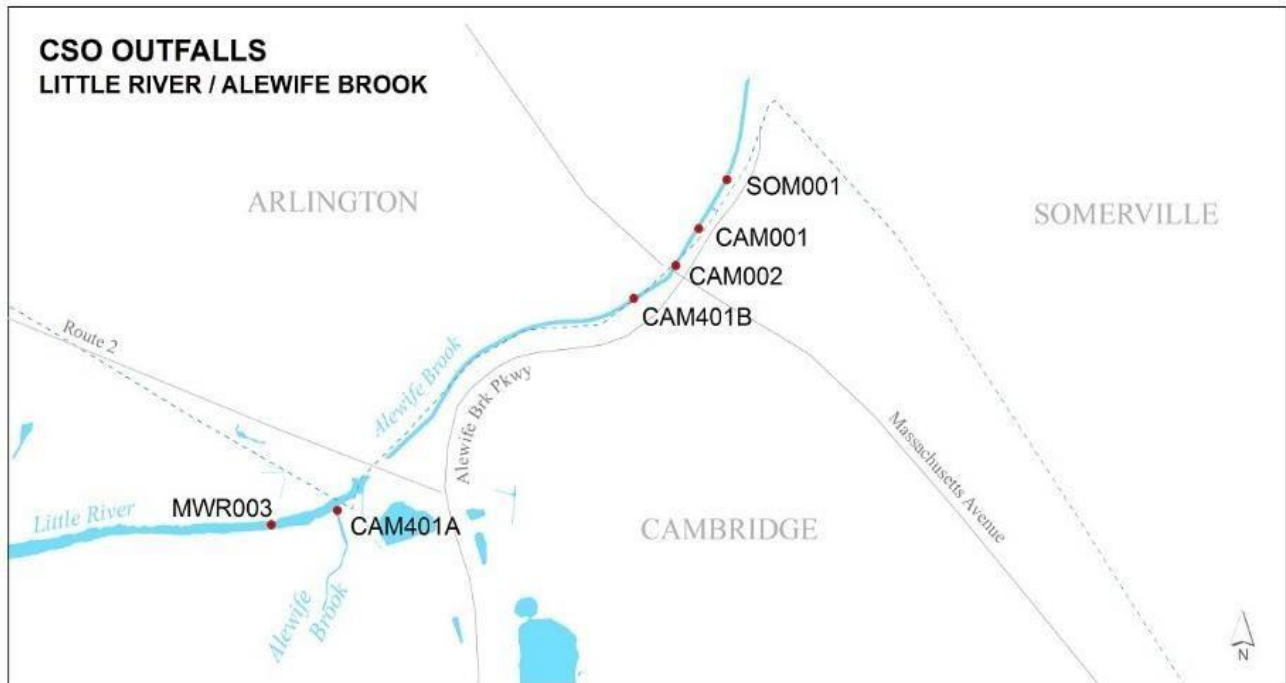 CSO OUTFALLS
LITTLE RIVER / ALEWIFE BROOK
ARLINGTON
SOMERVILLE
SOM001
CAM001
CAM002
CAM401B
Route 2
Alewife Brook
Alewife Brk Pkwy
Massachusetts Avenue
MWR003
Little River
CAM401A
CAMBRIDGE
Alewife
Brook
N